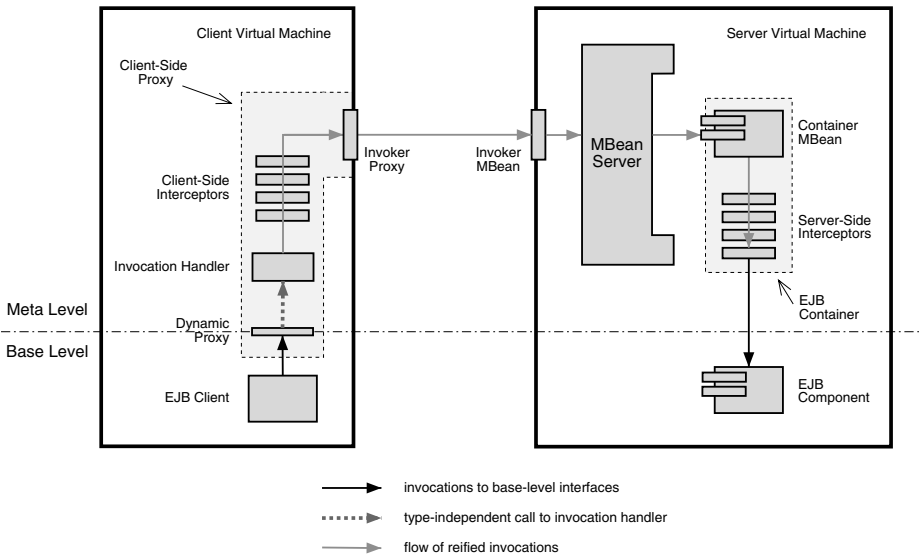 Client Virtual Machine
Server Virtual Machine
Client-Side
Proxy
Invoker
Proxy
Invoker
MBean
MBean
Server
Container
MBean
Client-Side
Interceptors
Server-Side
Interceptors
Invocation Handler
EJB
Container
Meta Level
Dynamic
Proxy
Base Level
EJB Client
EJB
Component
invocations to base-level interfaces
type-independent call to invocation handler
flow of reified invocations